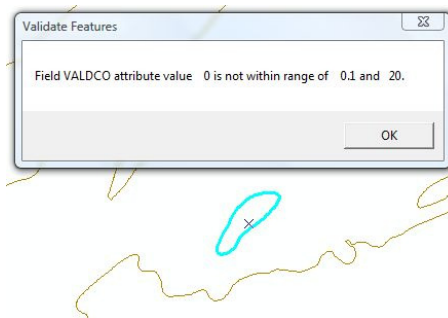 Validate Features
Field VALDCO attribute value 0 is not within range of 0.1 and 20.
OK